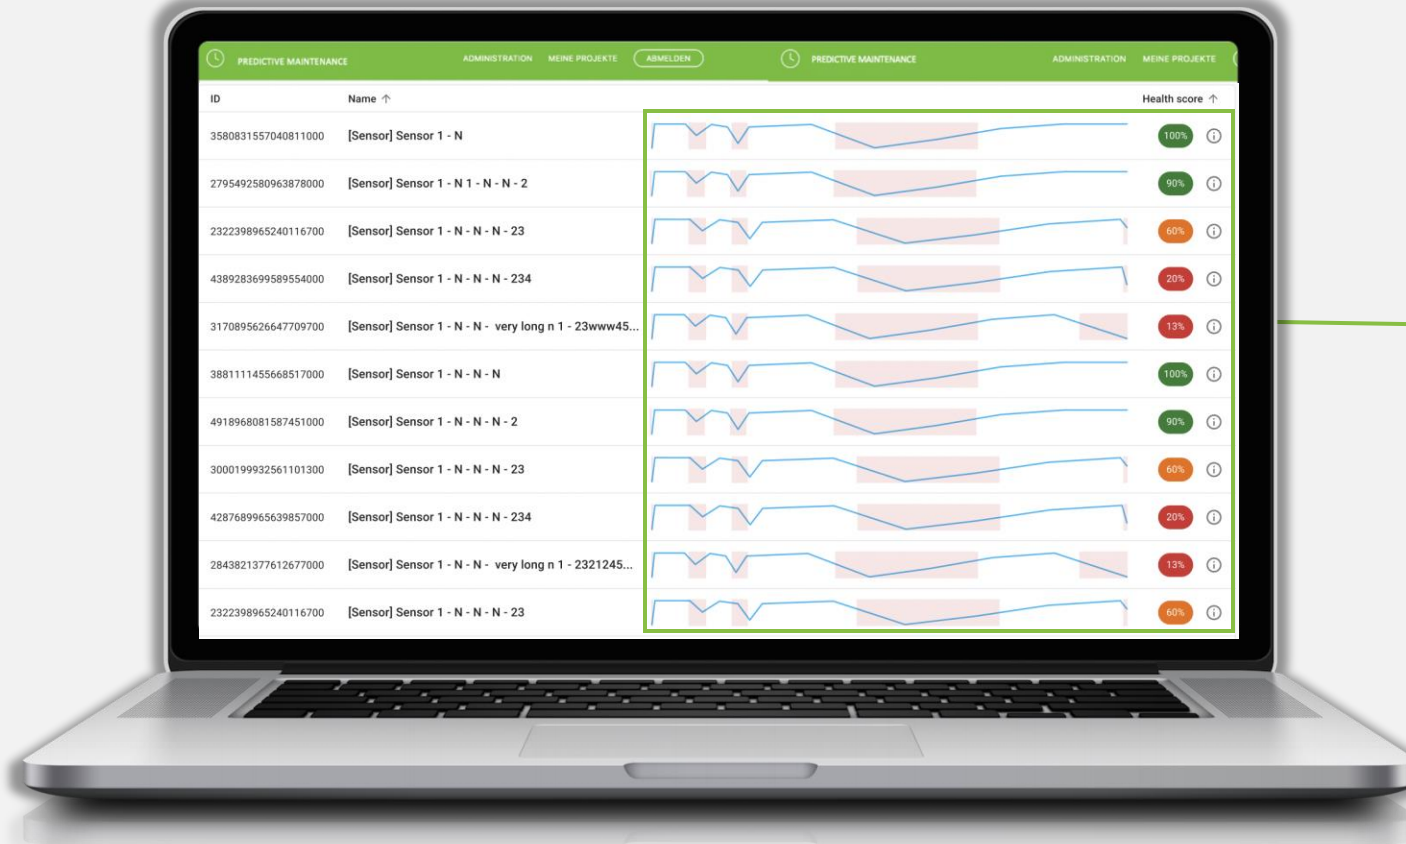 PREDICTIVE MAINTENANCE ADMINISTRATION MEINE PROJEKTE ABMELDEN PREDICTIVE MAINTENANCE ADMINISTRATION MEINE PROJEKTE
ID Name Health score
3580831557040811000 [Sensor] Sensor 1 - N 100%
2795492580963878000 [Sensor] Sensor 1 - N 1 - N - N - 2 90%
2322398965240116700 [Sensor] Sensor 1 - N - N - N - 23 60%
4389283699589554000 [Sensor] Sensor 1 - N - N - N - 234 20%
3170895626647709700 [Sensor] Sensor 1 - N - N - very long n 1 - 23www45... 13%
3881111455668517000 [Sensor] Sensor 1 - N - N - N 100%
4918968081587451000 [Sensor] Sensor 1 - N - N - N - 2 90%
3000199932561101300 [Sensor] Sensor 1 - N - N - N - 23 60%
4287689965639857000 [Sensor] Sensor 1 - N - N - N - 234 20%
2843821377612677000 [Sensor] Sensor 1 - N - N - very long n 1 - 2321245... 13%
2322398965240116700 [Sensor] Sensor 1 - N - N - N - 23 60%